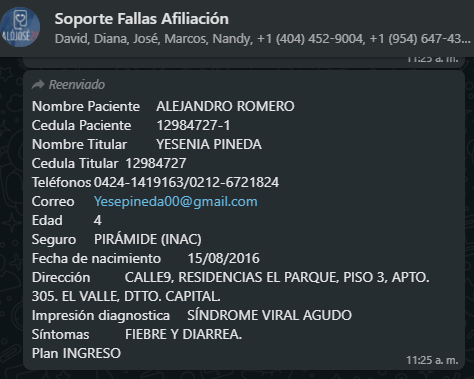 Soporte Fallas Afiliación
David, Diana, José, Marcos, Nandy, +1 (404) 452-9004, +1 (954) 647-43...
11:25 a. m.
Reenviado
Nombre Paciente ALEJANDRO ROMERO
Cedula Paciente 12984727-1
Nombre Titular YESENIA PINEDA
Cedula Titular 12984727
Teléfonos 0424-1419163/0212-6721824
Correo Yesepineda00@gmail.com
Edad 4
Seguro PIRÁMIDE (INAC)
Fecha de nacimiento 15/08/2016
Dirección CALLE9, RESIDENCIAS EL PARQUE, PISO 3, APTO.
305. EL VALLE, DTTO. CAPITAL.
Impresión diagnostica SÍNDROME VIRAL AGUDO
Síntomas FIEBRE Y DIARREA.
Plan INGRESO
11:25 a. m.